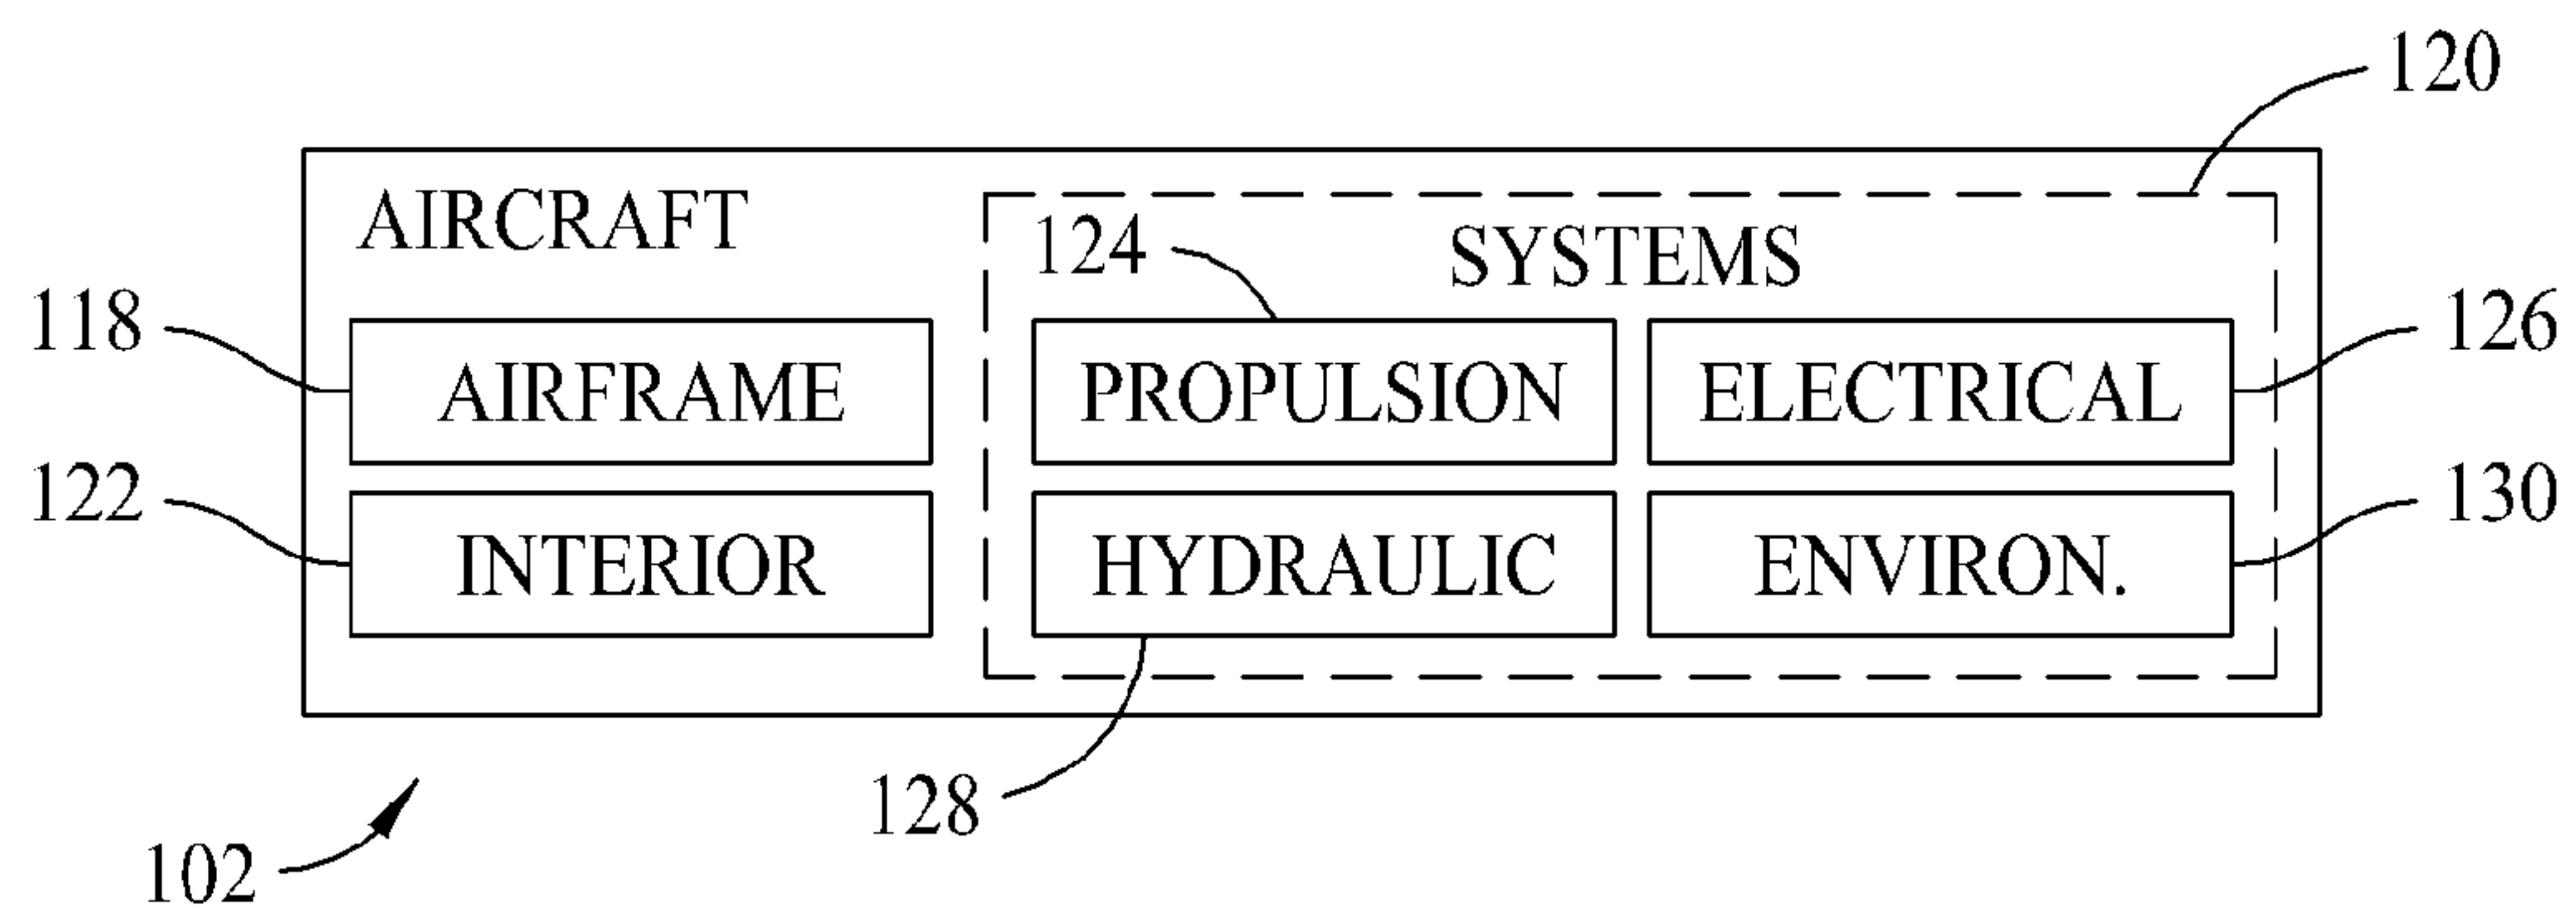 120
AIRCRAFT
124
SYSTEMS
118
AIRFRAME
PROPULSION
ELECTRICAL
126
122
INTERIOR
HYDRAULIC
ENVIRON.
130
128
102